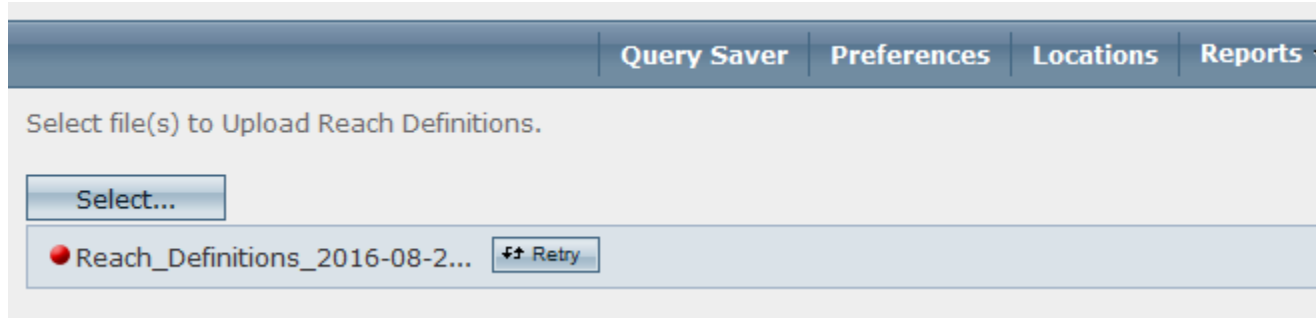 Query Saver Preferences Locations Reports
Select file(s) to Upload Reach Definitions.
Select...
Reach_Definitions_2016-08-2... Retry